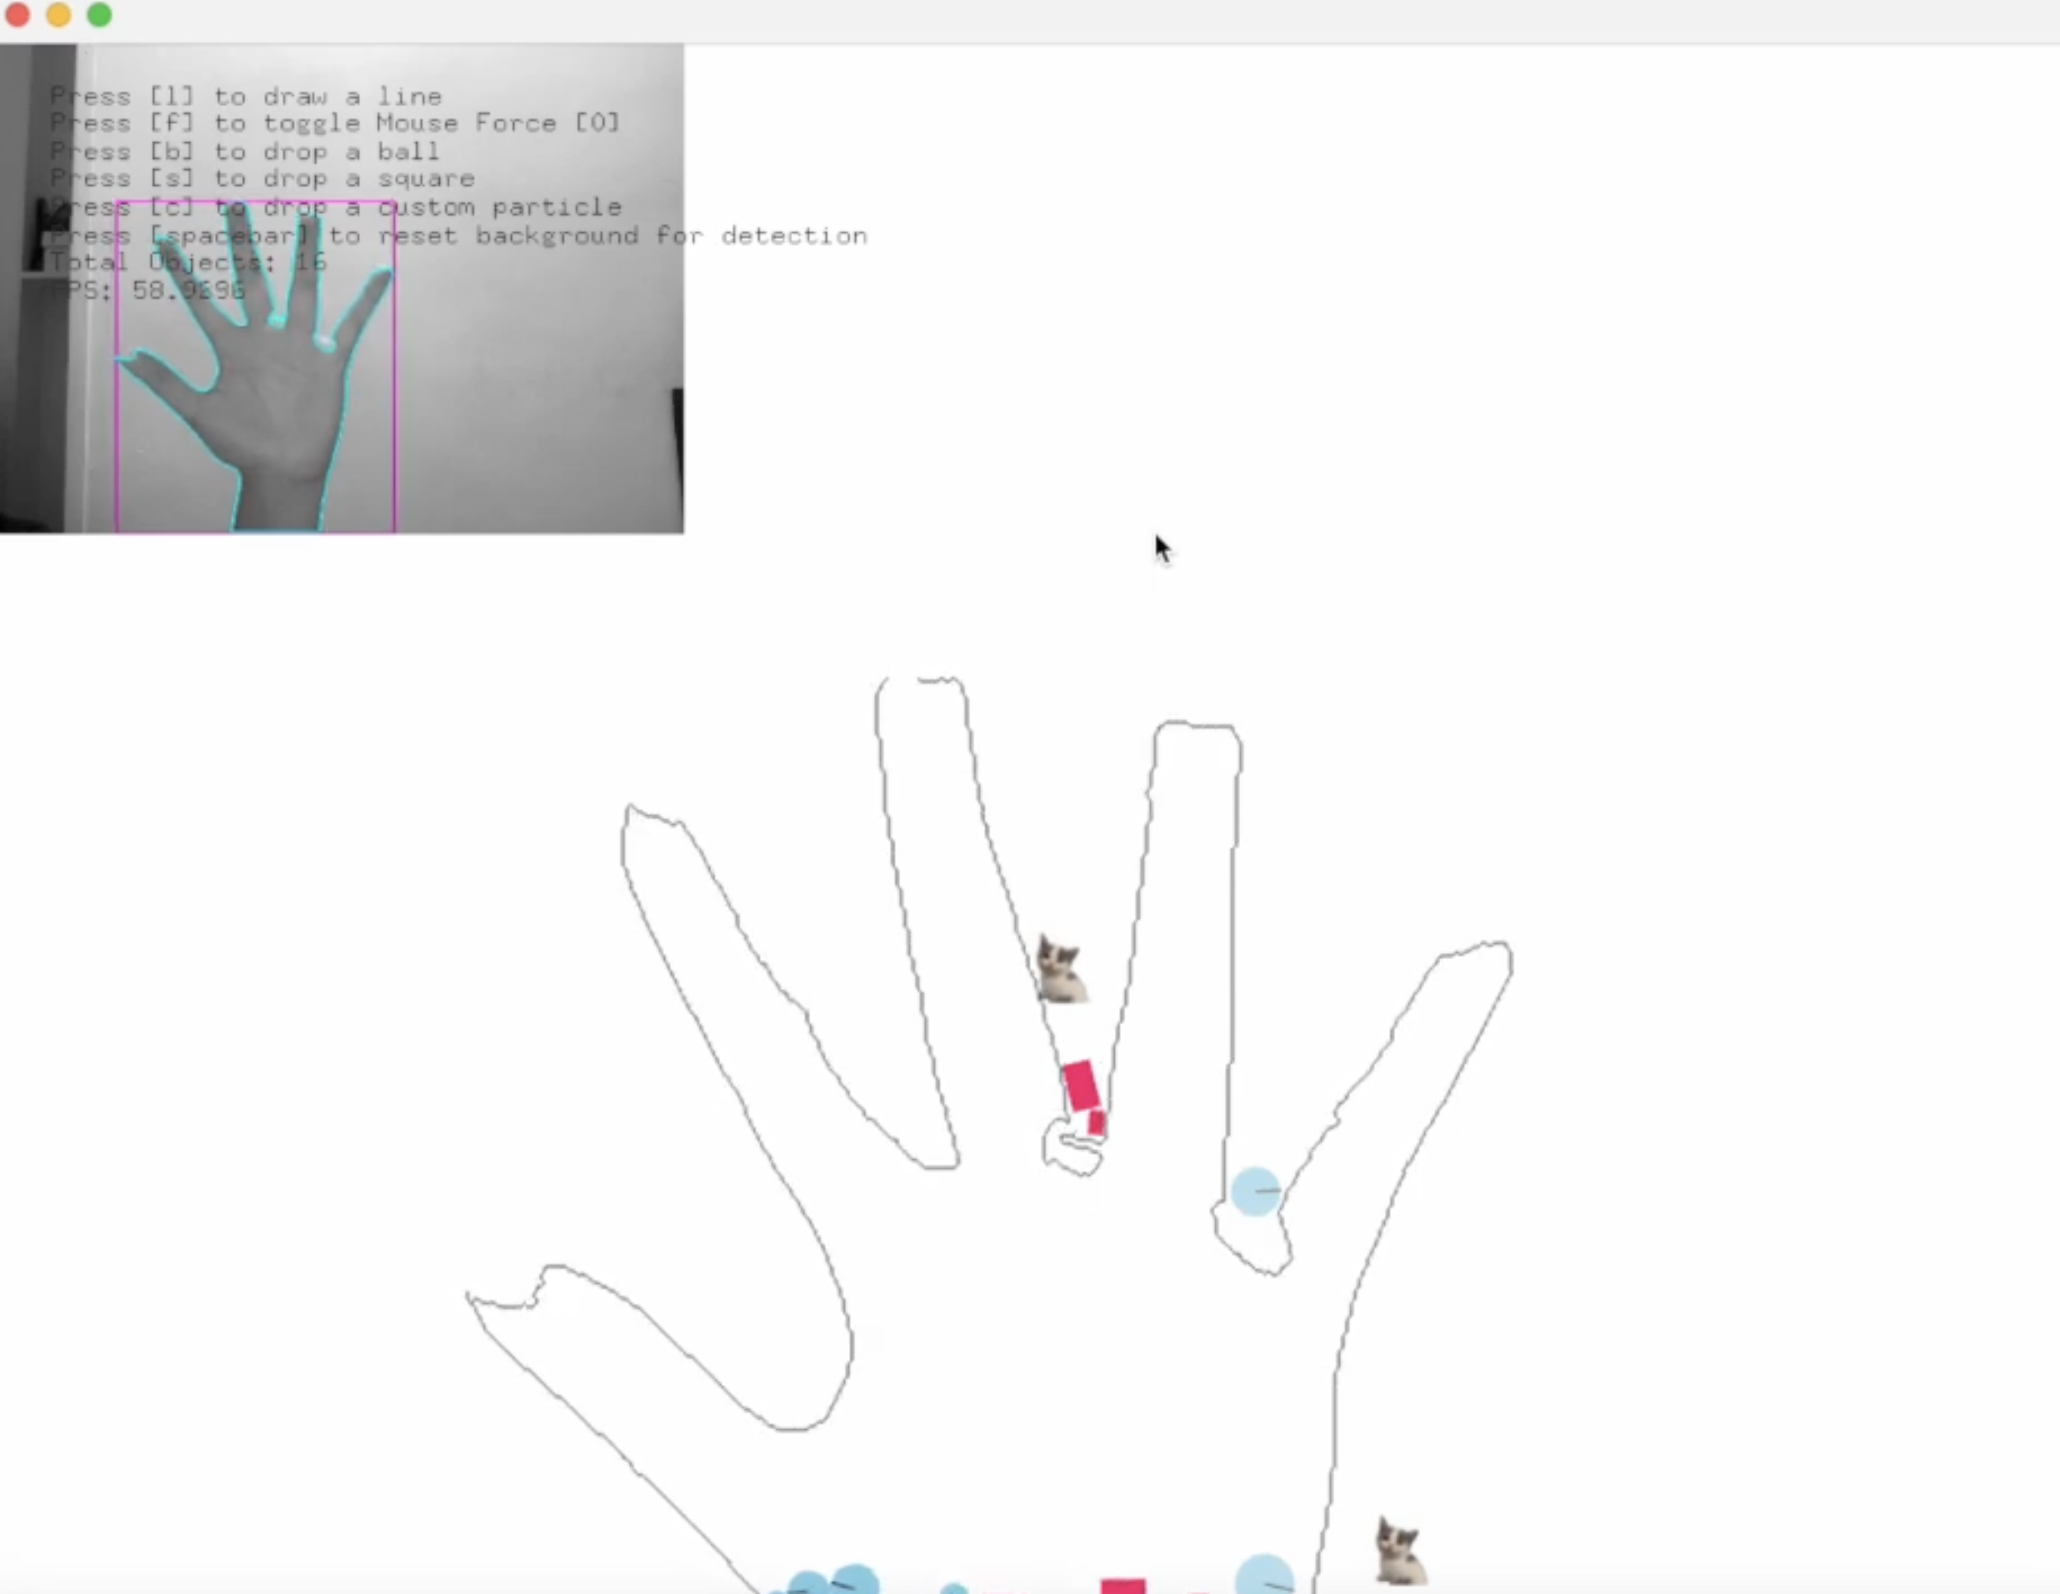 Press [l] to draw a line
Press [f] to toggle Mouse Force [0]
Press [b] to drop a ball
Press [s] to drop a square
Press [c] to drop a custom particle
Press [spacebar] to reset background for detection
Total Objects: 16
FPS: 58.9696